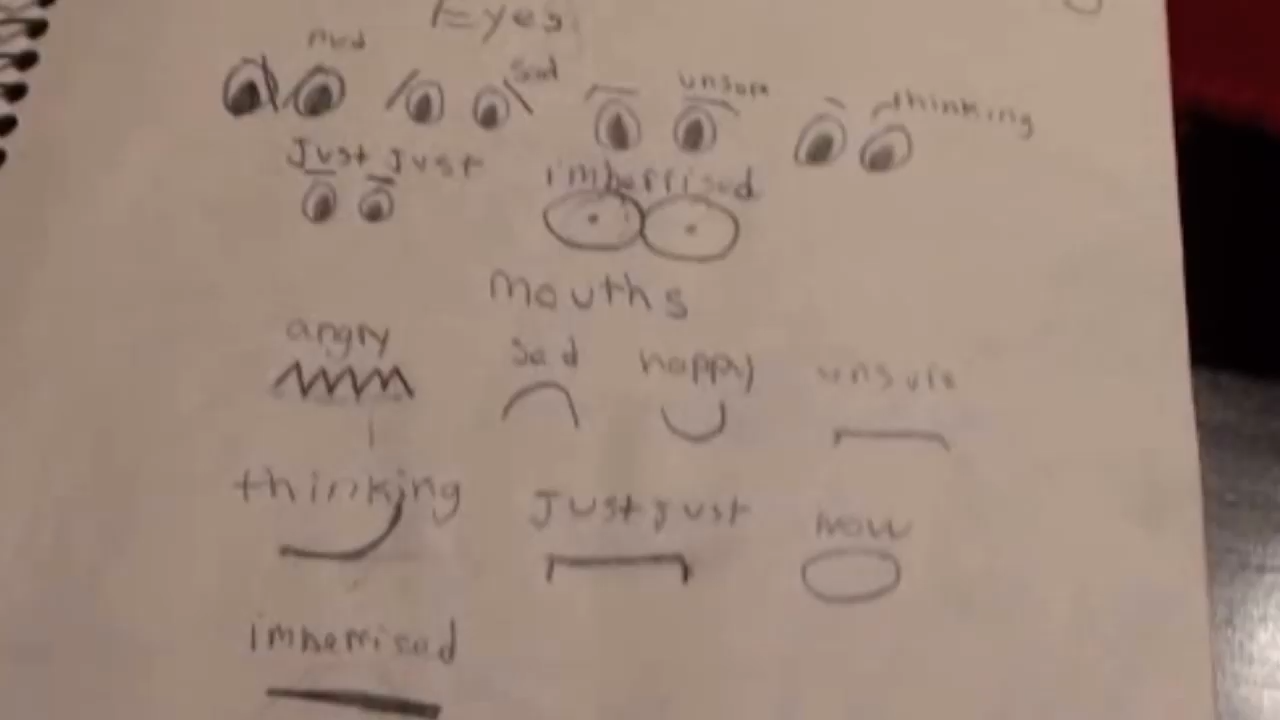 Eyes:
mad sad unsure thinking
Just just imberrised
mouths
angry sad happy unsure
thinking Just just wow
imberrised